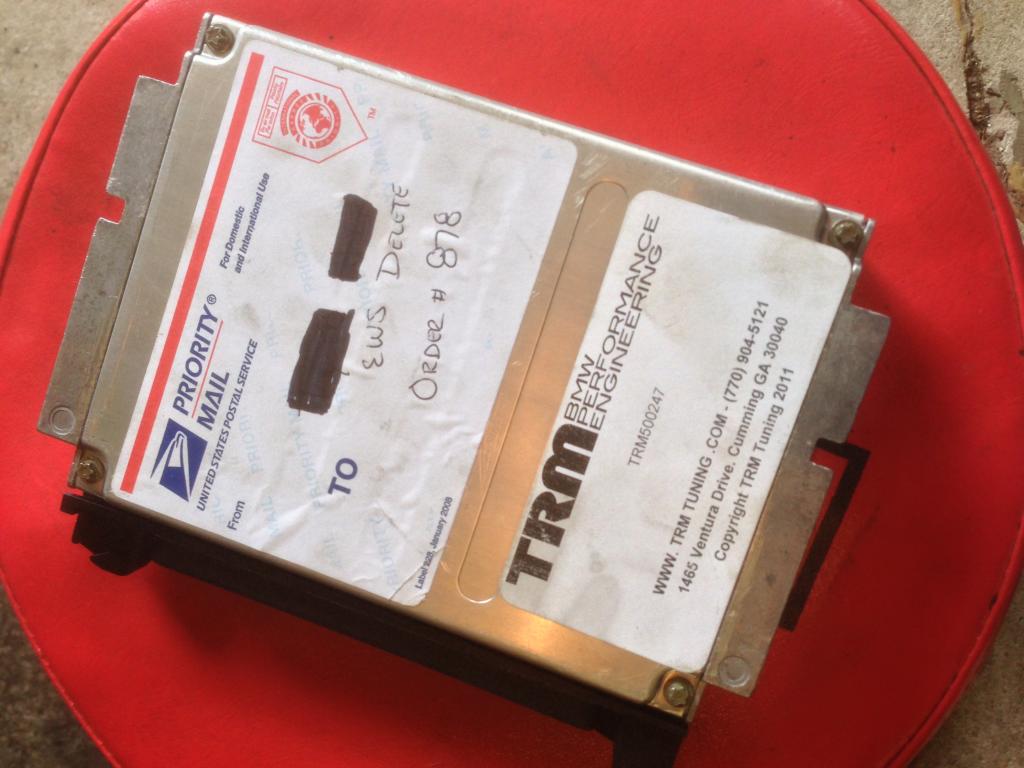 PRIORITY®
MAIL
UNITED STATES POSTAL SERVICE
For Domestic
and International Use
TM
From
TO
EWS DELETE
ORDER # 878
Label 228, January 2008
TRM
BMW
PERFORMANCE
ENGINEERING
TRM500247
WWW. TRM TUNING .COM - (770) 904-5121
1465 Ventura Drive. Cumming GA 30040
Copyright TRM Tuning 2011